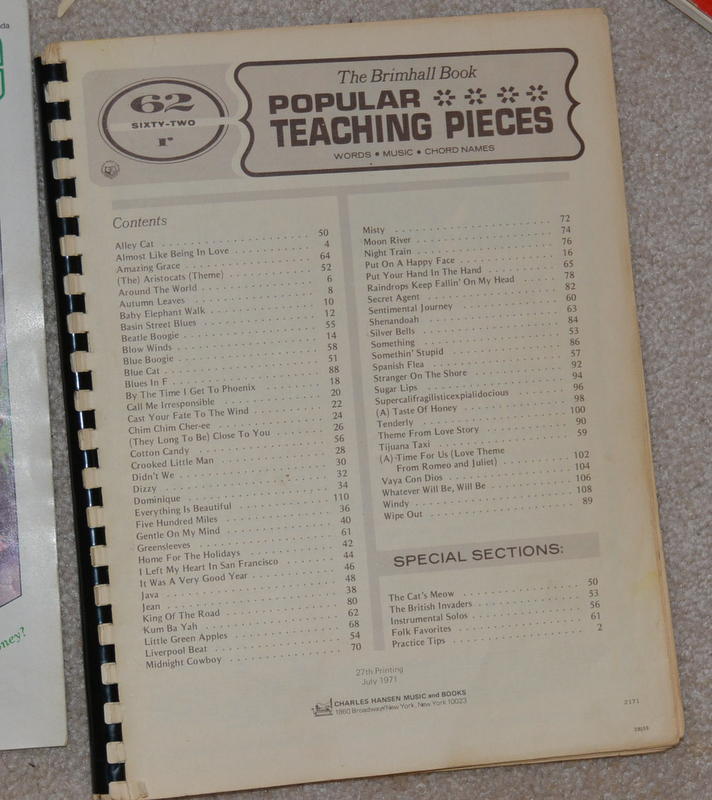 62
SIXTY-TWO
r
The Brimhall Book
POPULAR
TEACHING PIECES
WORDS • MUSIC • CHORD NAMES
Contents
Alley Cat 50
Almost Like Being In Love 4
Amazing Grace 64
(The) Aristocats (Theme) 52
Around The World 6
Autumn Leaves 8
Baby Elephant Walk 10
Basin Street Blues 12
Beatle Boogie 55
Blow Winds 14
Blue Boogie 58
Blue Cat 51
Blues In F 88
By The Time I Get To Phoenix 18
Call Me Irresponsible 20
Cast Your Fate To The Wind 22
Chim Chim Cher-ee 24
(They Long To Be) Close To You 26
Cotton Candy 56
Crooked Little Man 28
Didn't We 30
Dizzy 32
Dominique 34
Everything Is Beautiful 110
Five Hundred Miles 36
Gentle On My Mind 40
Greensleeves 61
Home For The Holidays 42
I Left My Heart In San Francisco 44
It Was A Very Good Year 46
Java 48
Jean 38
King Of The Road 80
Kum Ba Yah 62
Little Green Apples 68
Liverpool Beat 54
Midnight Cowboy 70
Misty 72
Moon River 74
Night Train 76
Put On A Happy Face 16
Put Your Hand In The Hand 65
Raindrops Keep Fallin' On My Head 78
Secret Agent 82
Sentimental Journey 60
Shenandoah 63
Silver Bells 84
Something 53
Somethin' Stupid 86
Spanish Flea 57
Stranger On The Shore 92
Sugar Lips 94
Supercalifragilisticexpialidocious 96
(A) Taste Of Honey 98
Tenderly 100
Theme From Love Story 90
Tijuana Taxi 59
(A) Time For Us (Love Theme
From Romeo and Juliet) 102
Vaya Con Dios 104
Whatever Will Be, Will Be 106
Windy 108
Wipe Out 89
SPECIAL SECTIONS:
The Cat's Meow 50
The British Invaders 53
Instrumental Solos 56
Folk Favorites 61
Practice Tips 2
27th Printing
July 1971
CHARLES HANSEN MUSIC and BOOKS
1860 Broadway/New York, New York 10023
2171